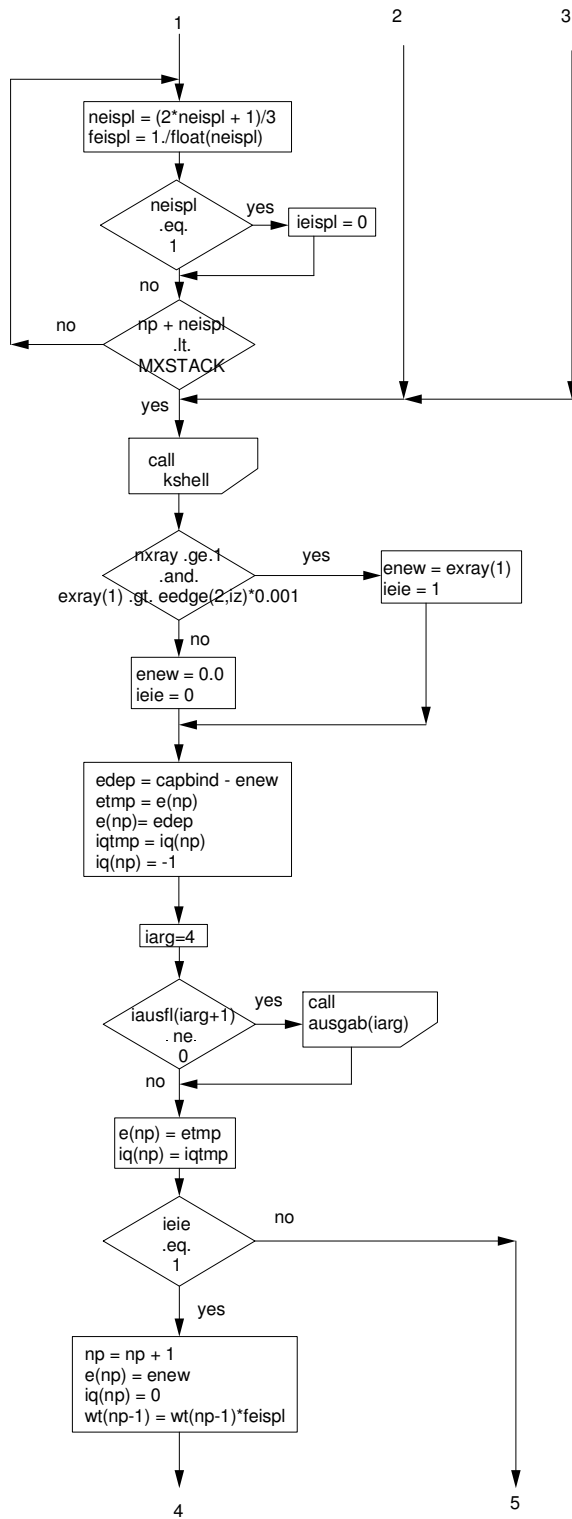 1
2
3
neispl = (2*neispl + 1)/3
feispl = 1./float(neispl)
neispl
.eq.
1
yes
ieispl = 0
no
np + neispl
.lt.
MXSTACK
no
yes
call
kshell
nxray .ge.1
.and.
exray(1) .gt. eedge(2,iz)*0.001
yes
enew = exray(1)
ieie = 1
no
enew = 0.0
ieie = 0
edep = capbind - enew
etmp = e(np)
e(np)= edep
iqtmp = iq(np)
iq(np) = -1
iarg=4
iausfl(iarg+1)
. ne.
0
yes
call
ausgab(iarg)
no
e(np) = etmp
iq(np) = iqtmp
ieie
.eq.
1
no
yes
np = np + 1
e(np) = enew
iq(np) = 0
wt(np-1) = wt(np-1)*feispl
4
5